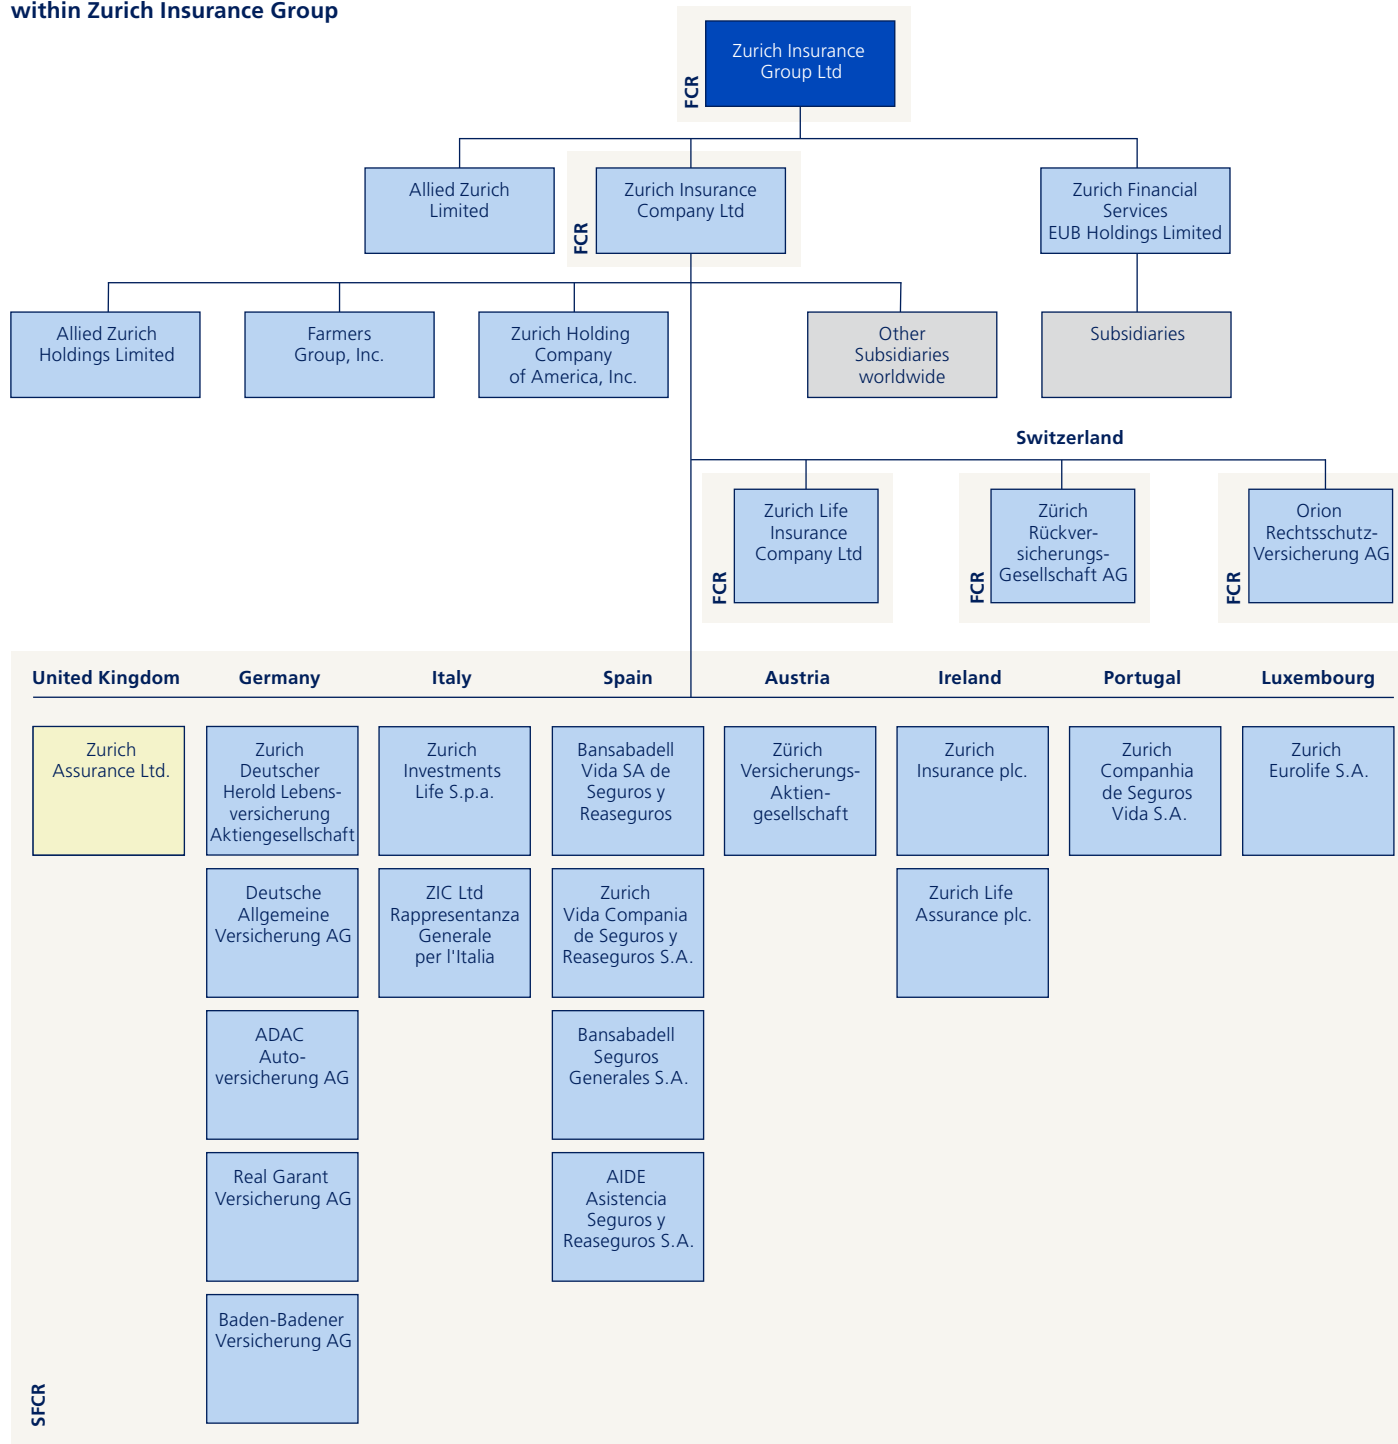 within Zurich Insurance Group
Zurich Insurance
Group Ltd
FCR
Allied Zurich
Limited
Zurich Insurance
Company Ltd
FCR
Zurich Financial
Services
EUB Holdings Limited
Allied Zurich
Holdings Limited
Farmers
Group, Inc.
Zurich Holding
Company
of America, Inc.
Other
Subsidiaries
worldwide
Subsidiaries
Switzerland
Zurich Life
Insurance
Company Ltd
FCR
Zürich
Rückver-
sicherungs-
Gesellschaft AG
FCR
Orion
Rechtsschutz-
Versicherung AG
FCR
United Kingdom
Germany
Italy
Spain
Austria
Ireland
Portugal
Luxembourg
Zurich
Assurance Ltd.
Zurich
Deutscher
Herold Lebens-
versicherung
Aktiengesellschaft
Zurich
Investments
Life S.p.a.
Bansabadell
Vida SA de
Seguros y
Reaseguros
Zürich
Versicherungs-
Aktien-
gesellschaft
Zurich
Insurance plc.
Zurich
Companhia
de Seguros
Vida S.A.
Zurich
Eurolife S.A.
Deutsche
Allgemeine
Versicherung AG
ZIC Ltd
Rappresentanza
Generale
per l'Italia
Zurich
Vida Compania
de Seguros y
Reaseguros S.A.
Zurich Life
Assurance plc.
ADAC
Auto-
versicherung AG
Bansabadell
Seguros
Generales S.A.
Real Garant
Versicherung AG
AIDE
Asistencia
Seguros y
Reaseguros S.A.
Baden-Badener
Versicherung AG
SFCR